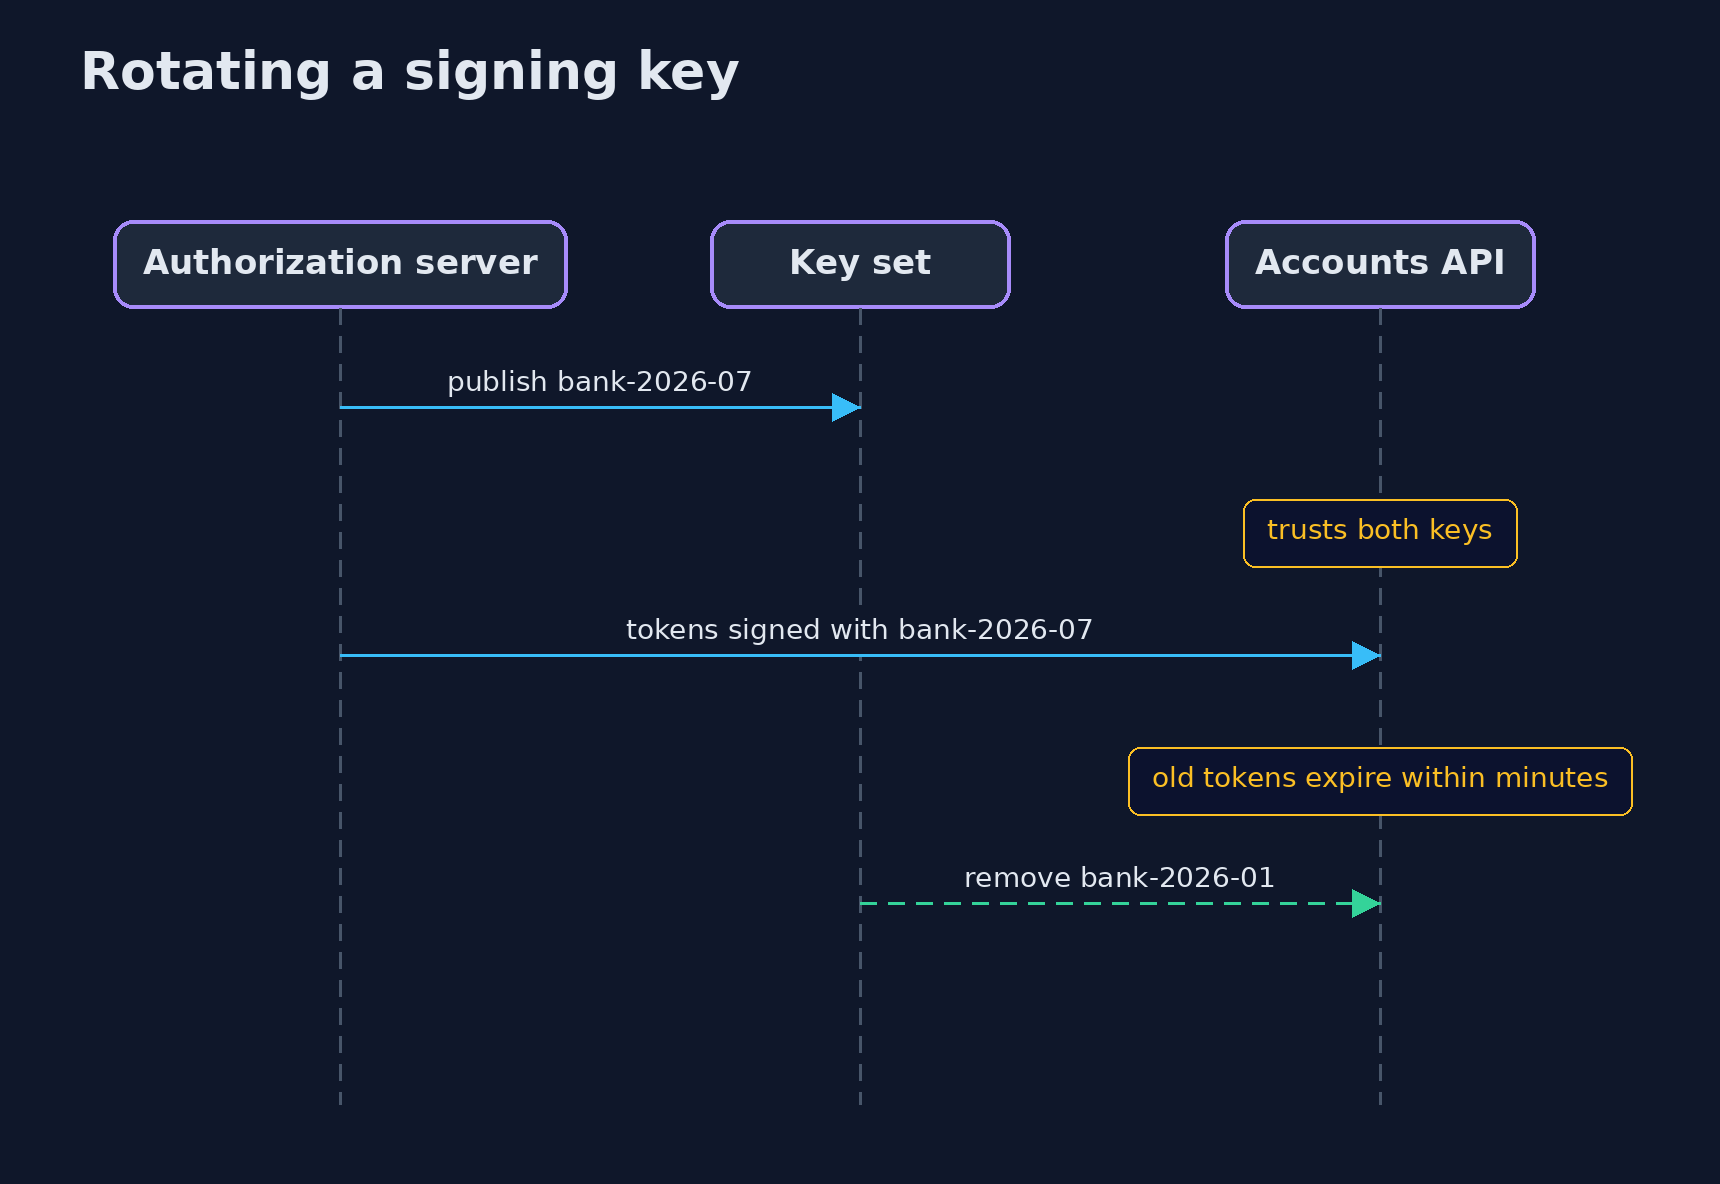 Rotating a signing key
Authorization server
Key set
Accounts API
publish bank-2026-07
trusts both keys
tokens signed with bank-2026-07
old tokens expire within minutes
remove bank-2026-01